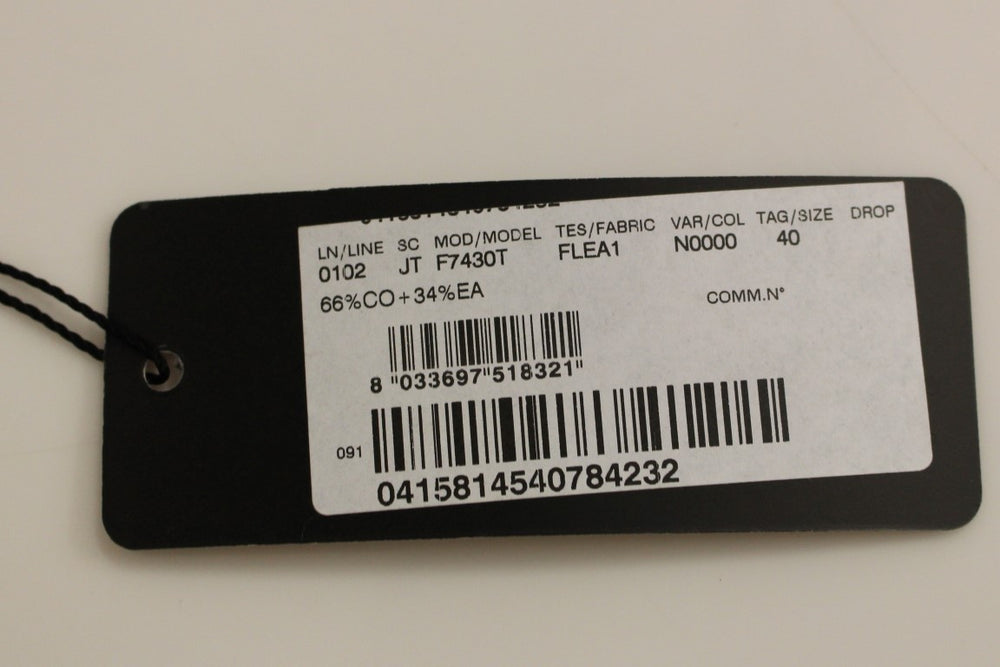 LN/LINE SC MOD/MODEL TES/FABRIC VAR/COL TAG/SIZE DROP
0102 JT F7430T FLEA1 N0000 40
66%CO+34%EA COMM.N°
8 "033697"518321"
091
0415814540784232